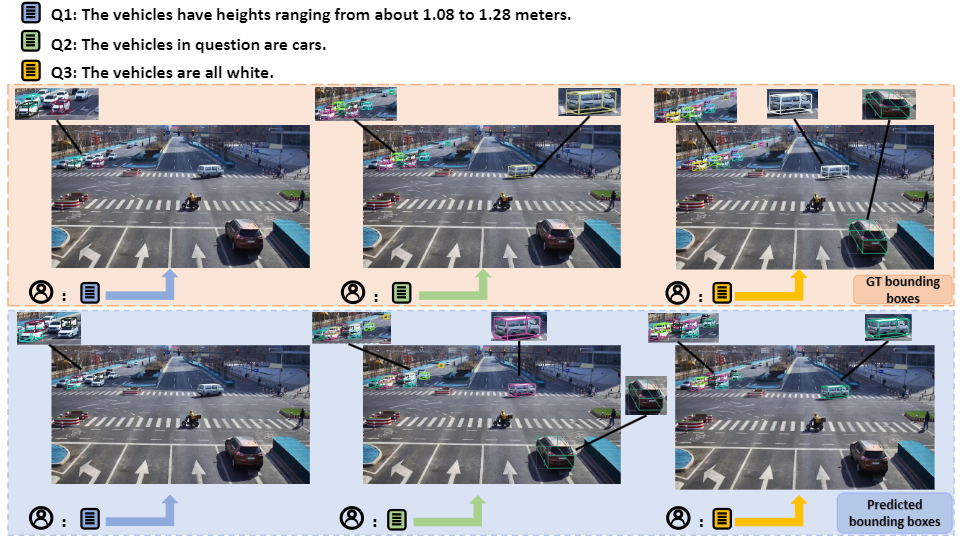 Q1: The vehicles have heights ranging from about 1.08 to 1.28 meters.
Q2: The vehicles in question are cars.
Q3: The vehicles are all white.
:
:
:
GT bounding
boxes
:
:
:
Predicted
bounding boxes